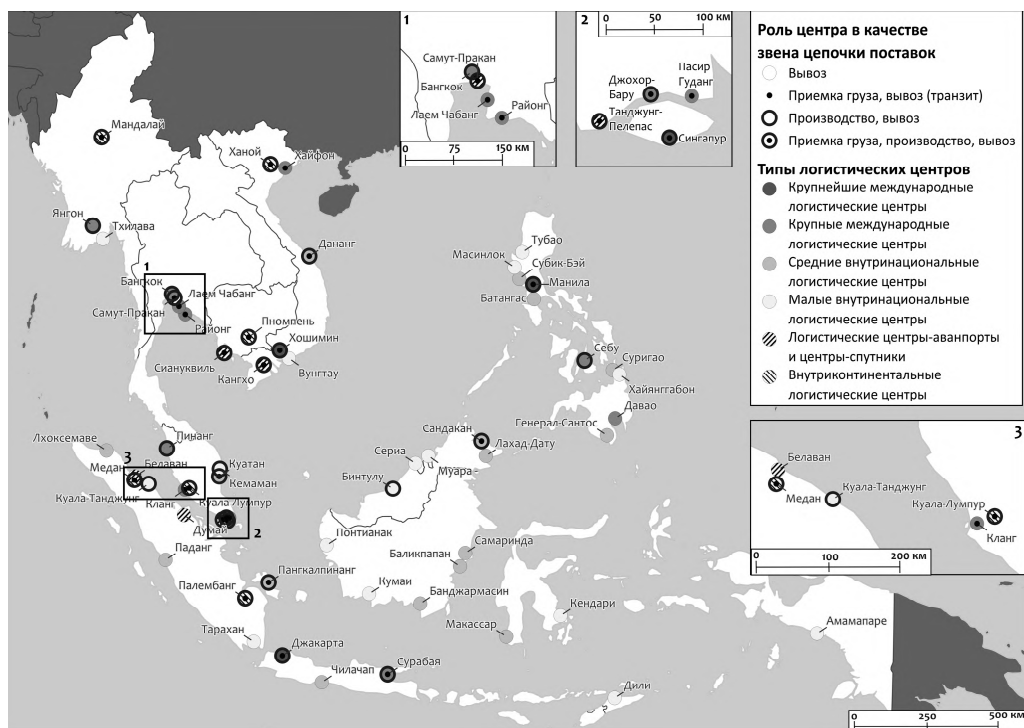 1
Самут-Пракан
Бангкок
Лаем Чабанг
Районг
0 75 150 км
2
0 50 100 км
Джохор-
Бару
Пасир
Гуданг
Танджунг-
Пелепас
Сингапур
Роль центра в качестве
звена цепочки поставок
Вывоз
Приемка груза, вывоз (транзит)
Производство, вывоз
Приемка груза, производство, вывоз
Типы логистических центров
Крупнейшие международные
логистические центры
Крупные международные
логистические центры
Средние внутринациональные
логистические центры
Малые внутринациональные
логистические центры
Логистические центры-аванпорты
и центры-спутники
Внутриконтинентальные
логистические центры
Мандалай
Ханой
Хайфон
Янгон
Тхилава
Дананг
1
Бангкок
Лаем Чабанг
Самут-Пракан
Районг
Пномпень
Хошимин
Сиануквиль
Кангхо
Вунгтау
Тубао
Масинлок
Субик-Бэй
Манила
Батангас
Себу
Суригао
Хайянггабон
Давао
Генерал-Сантос
Сандакан
Лахад-Дату
Сериа
Муара
Бинтулу
Пинанг
Лхоксемаве
3
Медан
Белаван
Куатан
Кемаман
Куала-Танджунг
Кланг
Куала-Лумпур
2
Думай
Паданг
Понтианак
Самаринда
Баликпапан
Палембанг
Пангкалпинанг
Кумаи
Банджармасин
Кендари
Макассар
Тарахан
Джакарта
Чилачап
Сурабая
Дили
Амамапаре
3
Белаван
Медан
Куала-Танджунг
Куала-Лумпур
Кланг
0 100 200 км
0 250 500 км